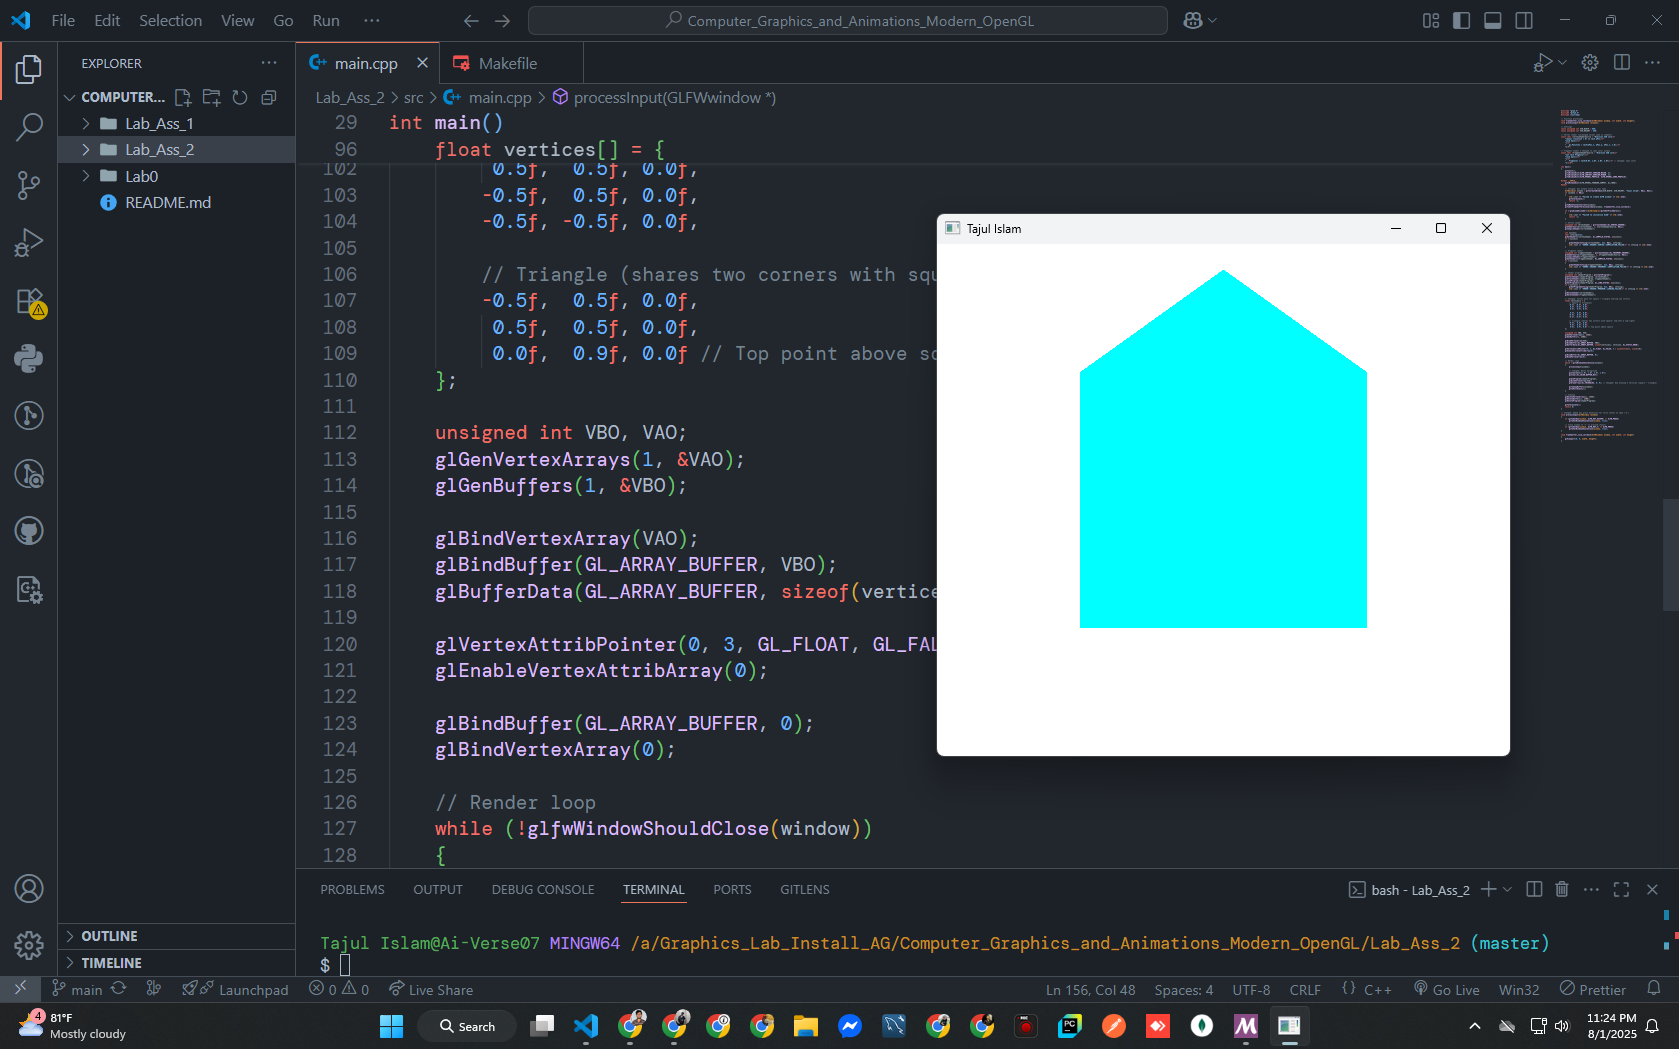 File Edit Selection View Go Run ···
Computer_Graphics_and_Animations_Modern_OpenGL
EXPLORER
COMPUTER...
Lab_Ass_1
Lab_Ass_2
Lab0
README.md
OUTLINE
TIMELINE
main.cpp
Makefile
Lab_Ass_2 > src > main.cpp > processInput(GLFWwindow *)
29 int main()
96 float vertices[] = {
102 0.5f, 0.5f, 0.0f,
103 -0.5f, 0.5f, 0.0f,
104 -0.5f, -0.5f, 0.0f,
105
106 // Triangle (shares two corners with squ
107 -0.5f, 0.5f, 0.0f,
108 0.5f, 0.5f, 0.0f,
109 0.0f, 0.9f, 0.0f // Top point above sq
110 };
111
112 unsigned int VBO, VAO;
113 glGenVertexArrays(1, &VAO);
114 glGenBuffers(1, &VBO);
115
116 glBindVertexArray(VAO);
117 glBindBuffer(GL_ARRAY_BUFFER, VBO);
118 glBufferData(GL_ARRAY_BUFFER, sizeof(vertice
119
120 glVertexAttribPointer(0, 3, GL_FLOAT, GL_FAL
121 glEnableVertexAttribArray(0);
122
123 glBindBuffer(GL_ARRAY_BUFFER, 0);
124 glBindVertexArray(0);
125
126 // Render loop
127 while (!glfwWindowShouldClose(window))
128 {
Tajul Islam
PROBLEMS OUTPUT DEBUG CONSOLE TERMINAL PORTS GITLENS
bash - Lab_Ass_2
Tajul Islam@Ai-Verse07 MINGW64 /a/Graphics_Lab_Install_AG/Computer_Graphics_and_Animations_Modern_OpenGL/Lab_Ass_2 (master)
$
main Launchpad 0 0 Live Share Ln 156, Col 48 Spaces: 4 UTF-8 CRLF {} C++ Go Live Win32 Prettier
4
81°F
Mostly cloudy
Search
REC
PC
11:24 PM
8/1/2025